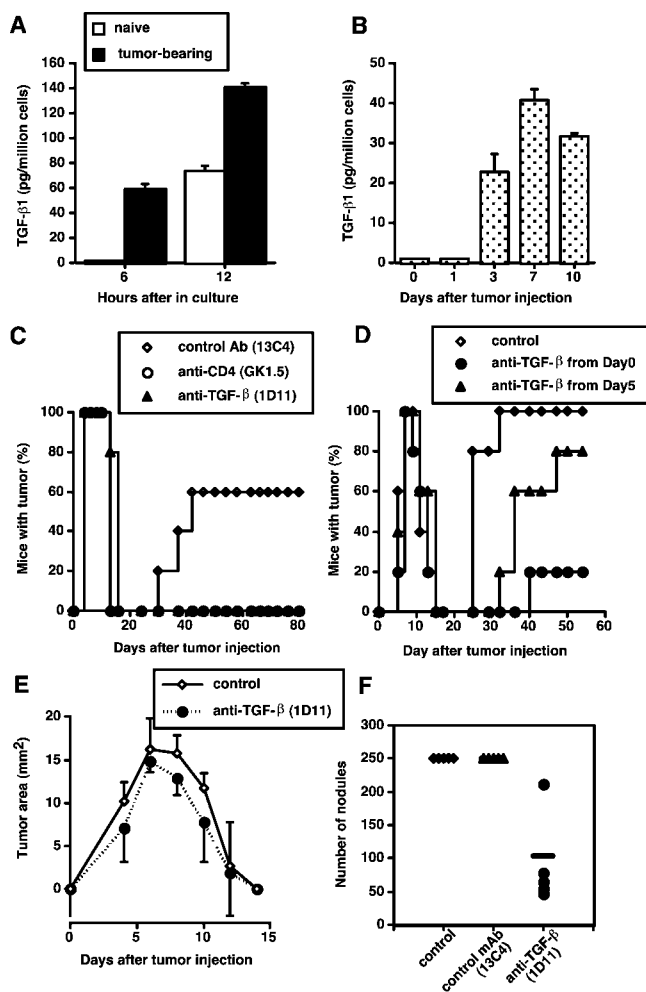 A
naive
tumor-bearing
TGF-β1 (pg/million cells)
160
140
120
100
80
60
40
20
0
6
12
Hours after in culture
B
TGF-β1 (pg/million cells)
50
40
30
20
10
0
0
1
3
7
10
Days after tumor injection
C
control Ab (13C4)
anti-CD4 (GK1.5)
anti-TGF-β (1D11)
Mice with tumor (%)
100
80
60
40
20
0
0
20
40
60
80
Days after tumor injection
D
control
anti-TGF-β from Day0
anti-TGF-β from Day5
Mice with tumor (%)
100
80
60
40
20
0
0
10
20
30
40
50
60
Days after tumor injection
E
control
anti-TGF-β (1D11)
Tumor area (mm²)
20
15
10
5
0
0
5
10
15
Days after tumor injection
F
Number of nodules
300
250
200
150
100
50
0
control
control mAb
(13C4)
anti-TGF-β
(1D11)